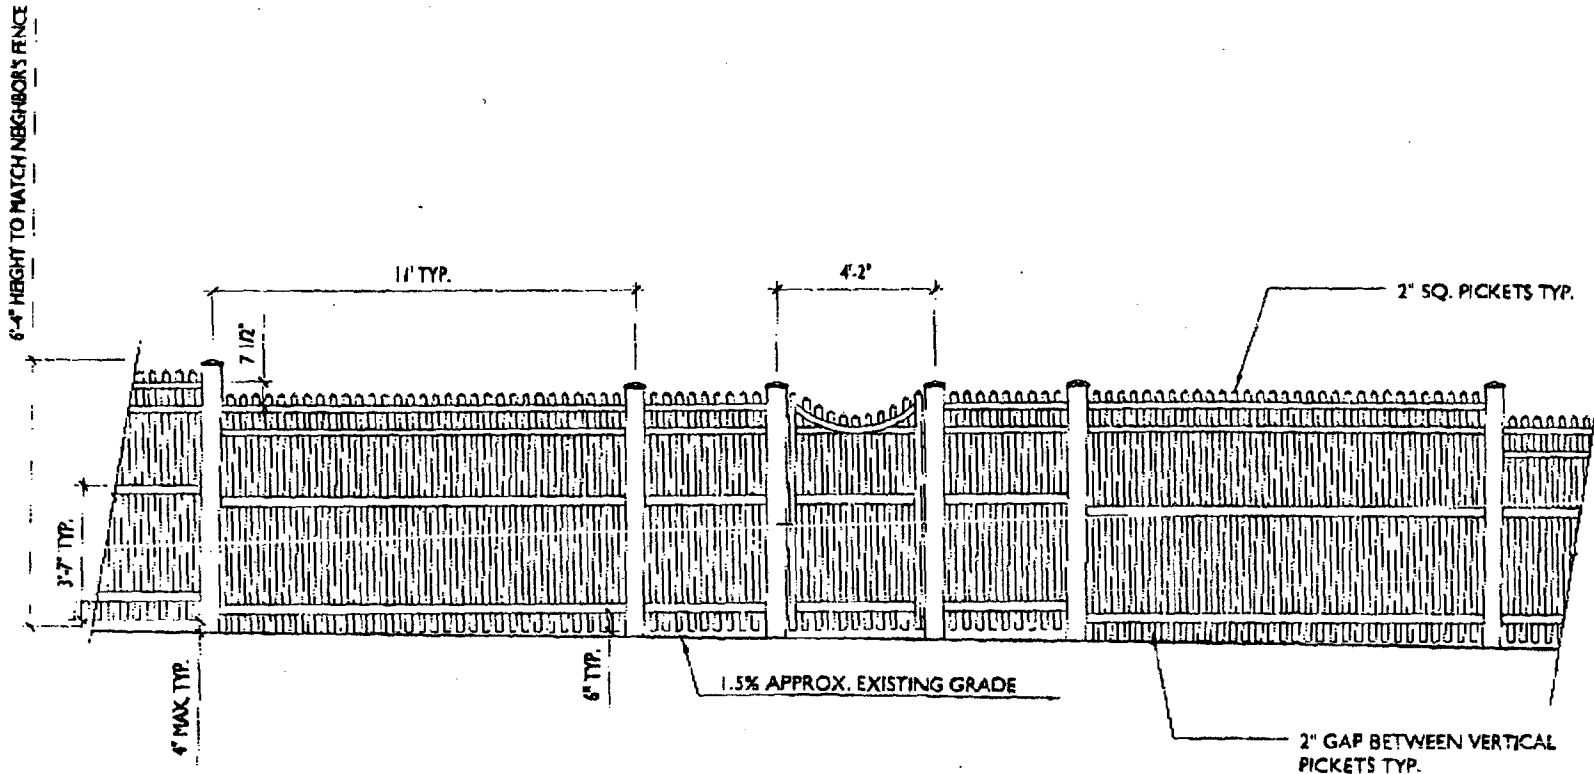 6'-4" HEIGHT TO MATCH NEIGHBOR'S FENCE
11' TYP.
4'-2"
2" SQ. PICKETS TYP.
7 1/2"
3'-7" TYP.
4" MAX. TYP.
6" TYP.
1.5% APPROX. EXISTING GRADE
2" GAP BETWEEN VERTICAL
PICKETS TYP.